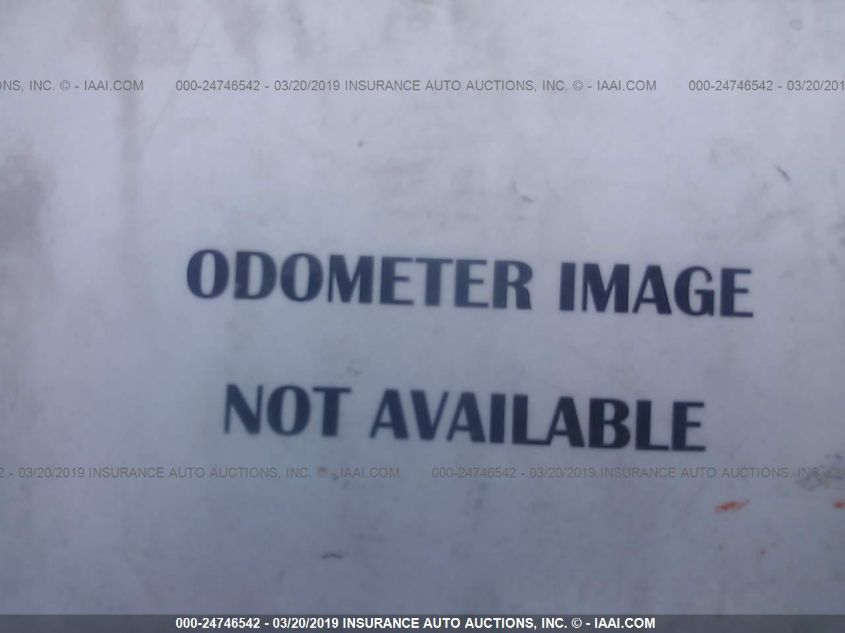 ONS, INC. © - IAAI.COM 000-24746542 - 03/20/2019 INSURANCE AUTO AUCTIONS, INC. © - IAAI.COM 000-24746542 - 03/20/2019
ODOMETER IMAGE
NOT AVAILABLE
2 - 03/20/2019 INSURANCE AUTO AUCTIONS, INC. © - IAAI.COM 000-24746542 - 03/20/2019 INSURANCE AUTO AUCTIONS,
000-24746542 - 03/20/2019 INSURANCE AUTO AUCTIONS, INC. © - IAAI.COM